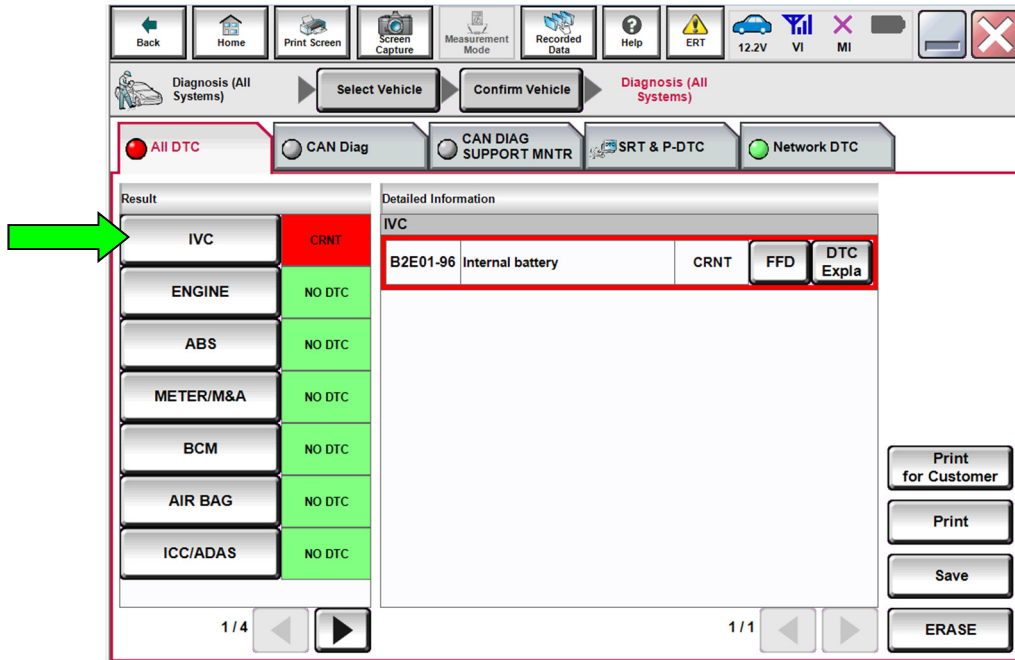 Back
Home
Print Screen
Screen
Capture
Measurement
Mode
Recorded
Data
Help
ERT
12.2V
VI
MI
Diagnosis (All
Systems)
Select Vehicle
Confirm Vehicle
Diagnosis (All
Systems)
All DTC
CAN Diag
CAN DIAG
SUPPORT MNTR
SRT & P-DTC
Network DTC
Result
Detailed Information
IVC
CRNT
ENGINE
NO DTC
ABS
NO DTC
METER/M&A
NO DTC
BCM
NO DTC
AIR BAG
NO DTC
ICC/ADAS
NO DTC
1/4
IVC
B2E01-96 Internal battery CRNT FFD
DTC
Expla
1/1
Print
for Customer
Print
Save
ERASE